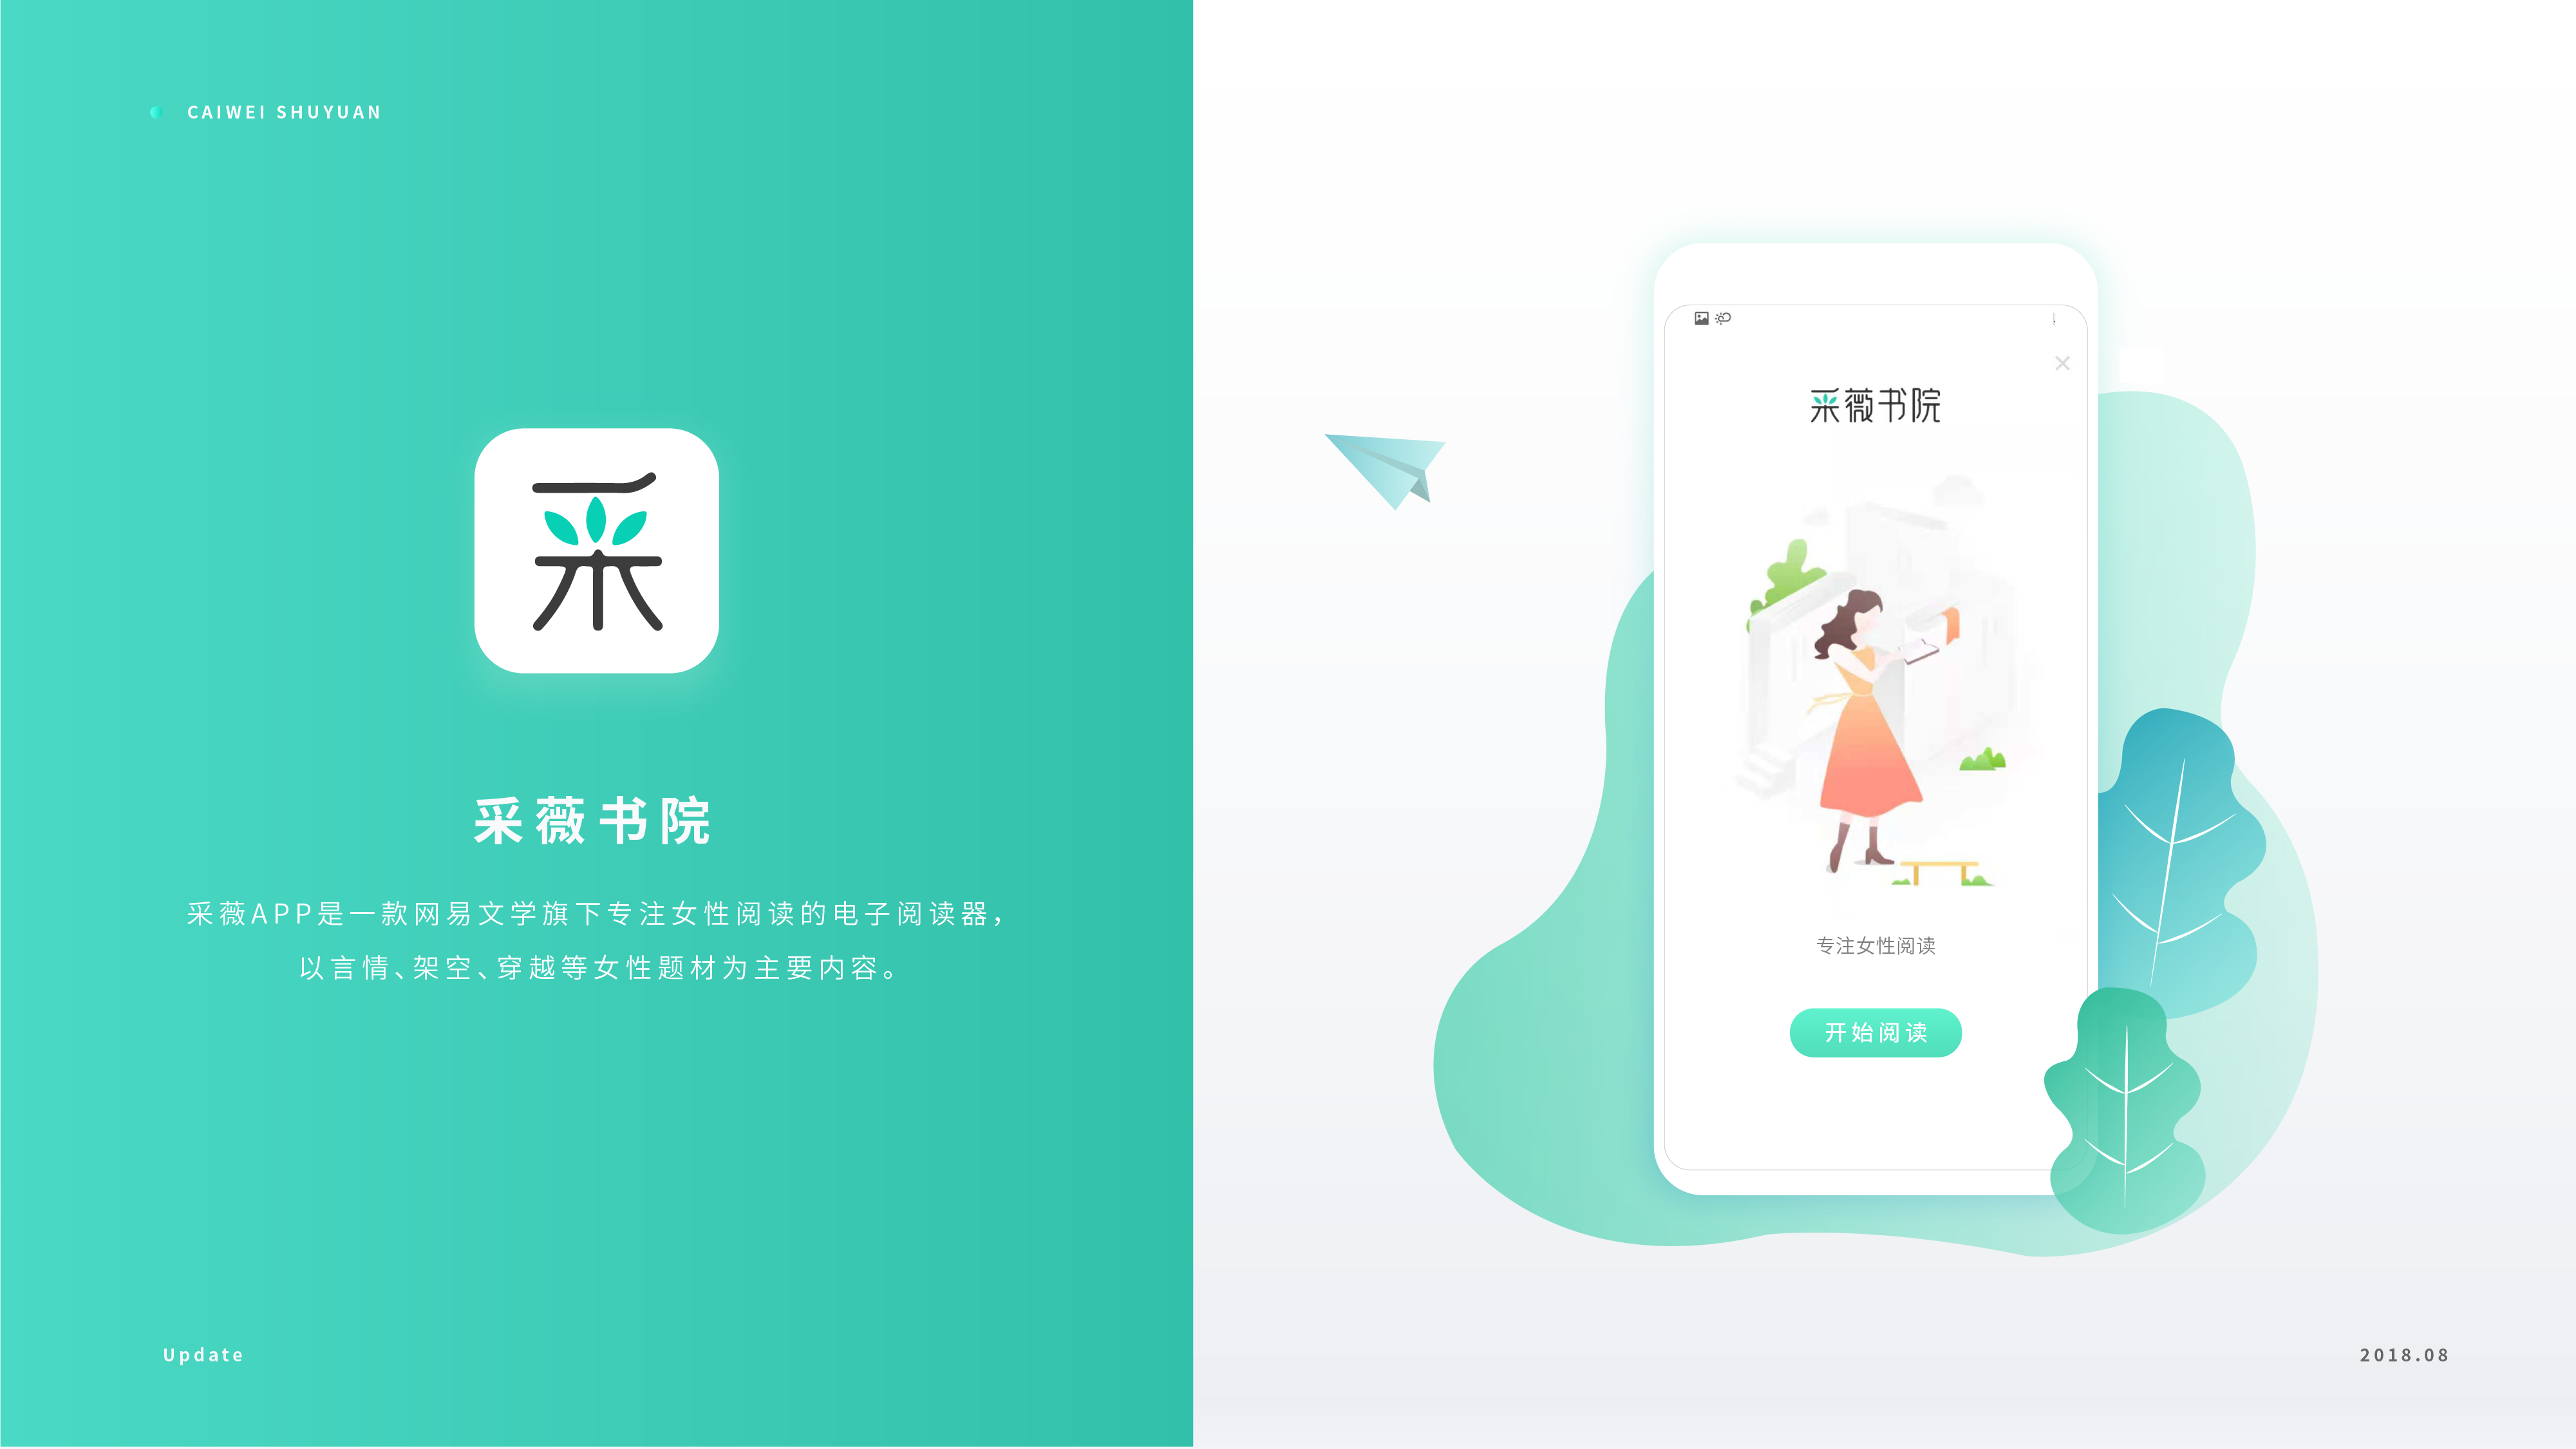 CAIWEI SHUYUAN
采
采薇书院
采薇APP是一款网易文学旗下专注女性阅读的电子阅读器，
以言情、架空、穿越等女性题材为主要内容。
Update
采薇书院
专注女性阅读
开始阅读
2018.08